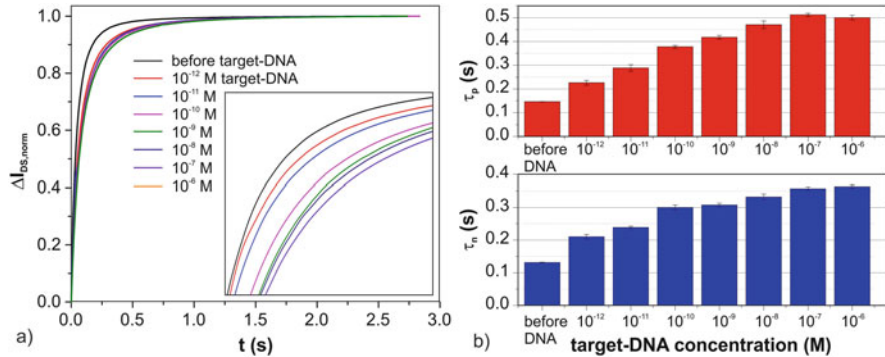 1.0
0.8
0.6
0.4
0.2
0.0
ΔI_DS,norm
before target-DNA
10⁻¹² M target-DNA
10⁻¹¹ M
10⁻¹⁰ M
10⁻⁹ M
10⁻⁸ M
10⁻⁷ M
10⁻⁶ M
0.0 0.5 1.0 1.5 2.0 2.5 3.0
a) t (s)
0.5
0.4
0.3
0.2
0.1
0.0
τ_p (s)
before DNA 10⁻¹² 10⁻¹¹ 10⁻¹⁰ 10⁻⁹ 10⁻⁸ 10⁻⁷ 10⁻⁶
0.4
0.3
0.2
0.1
0.0
τ_n (s)
before DNA 10⁻¹² 10⁻¹¹ 10⁻¹⁰ 10⁻⁹ 10⁻⁸ 10⁻⁷ 10⁻⁶
b) target-DNA concentration (M)